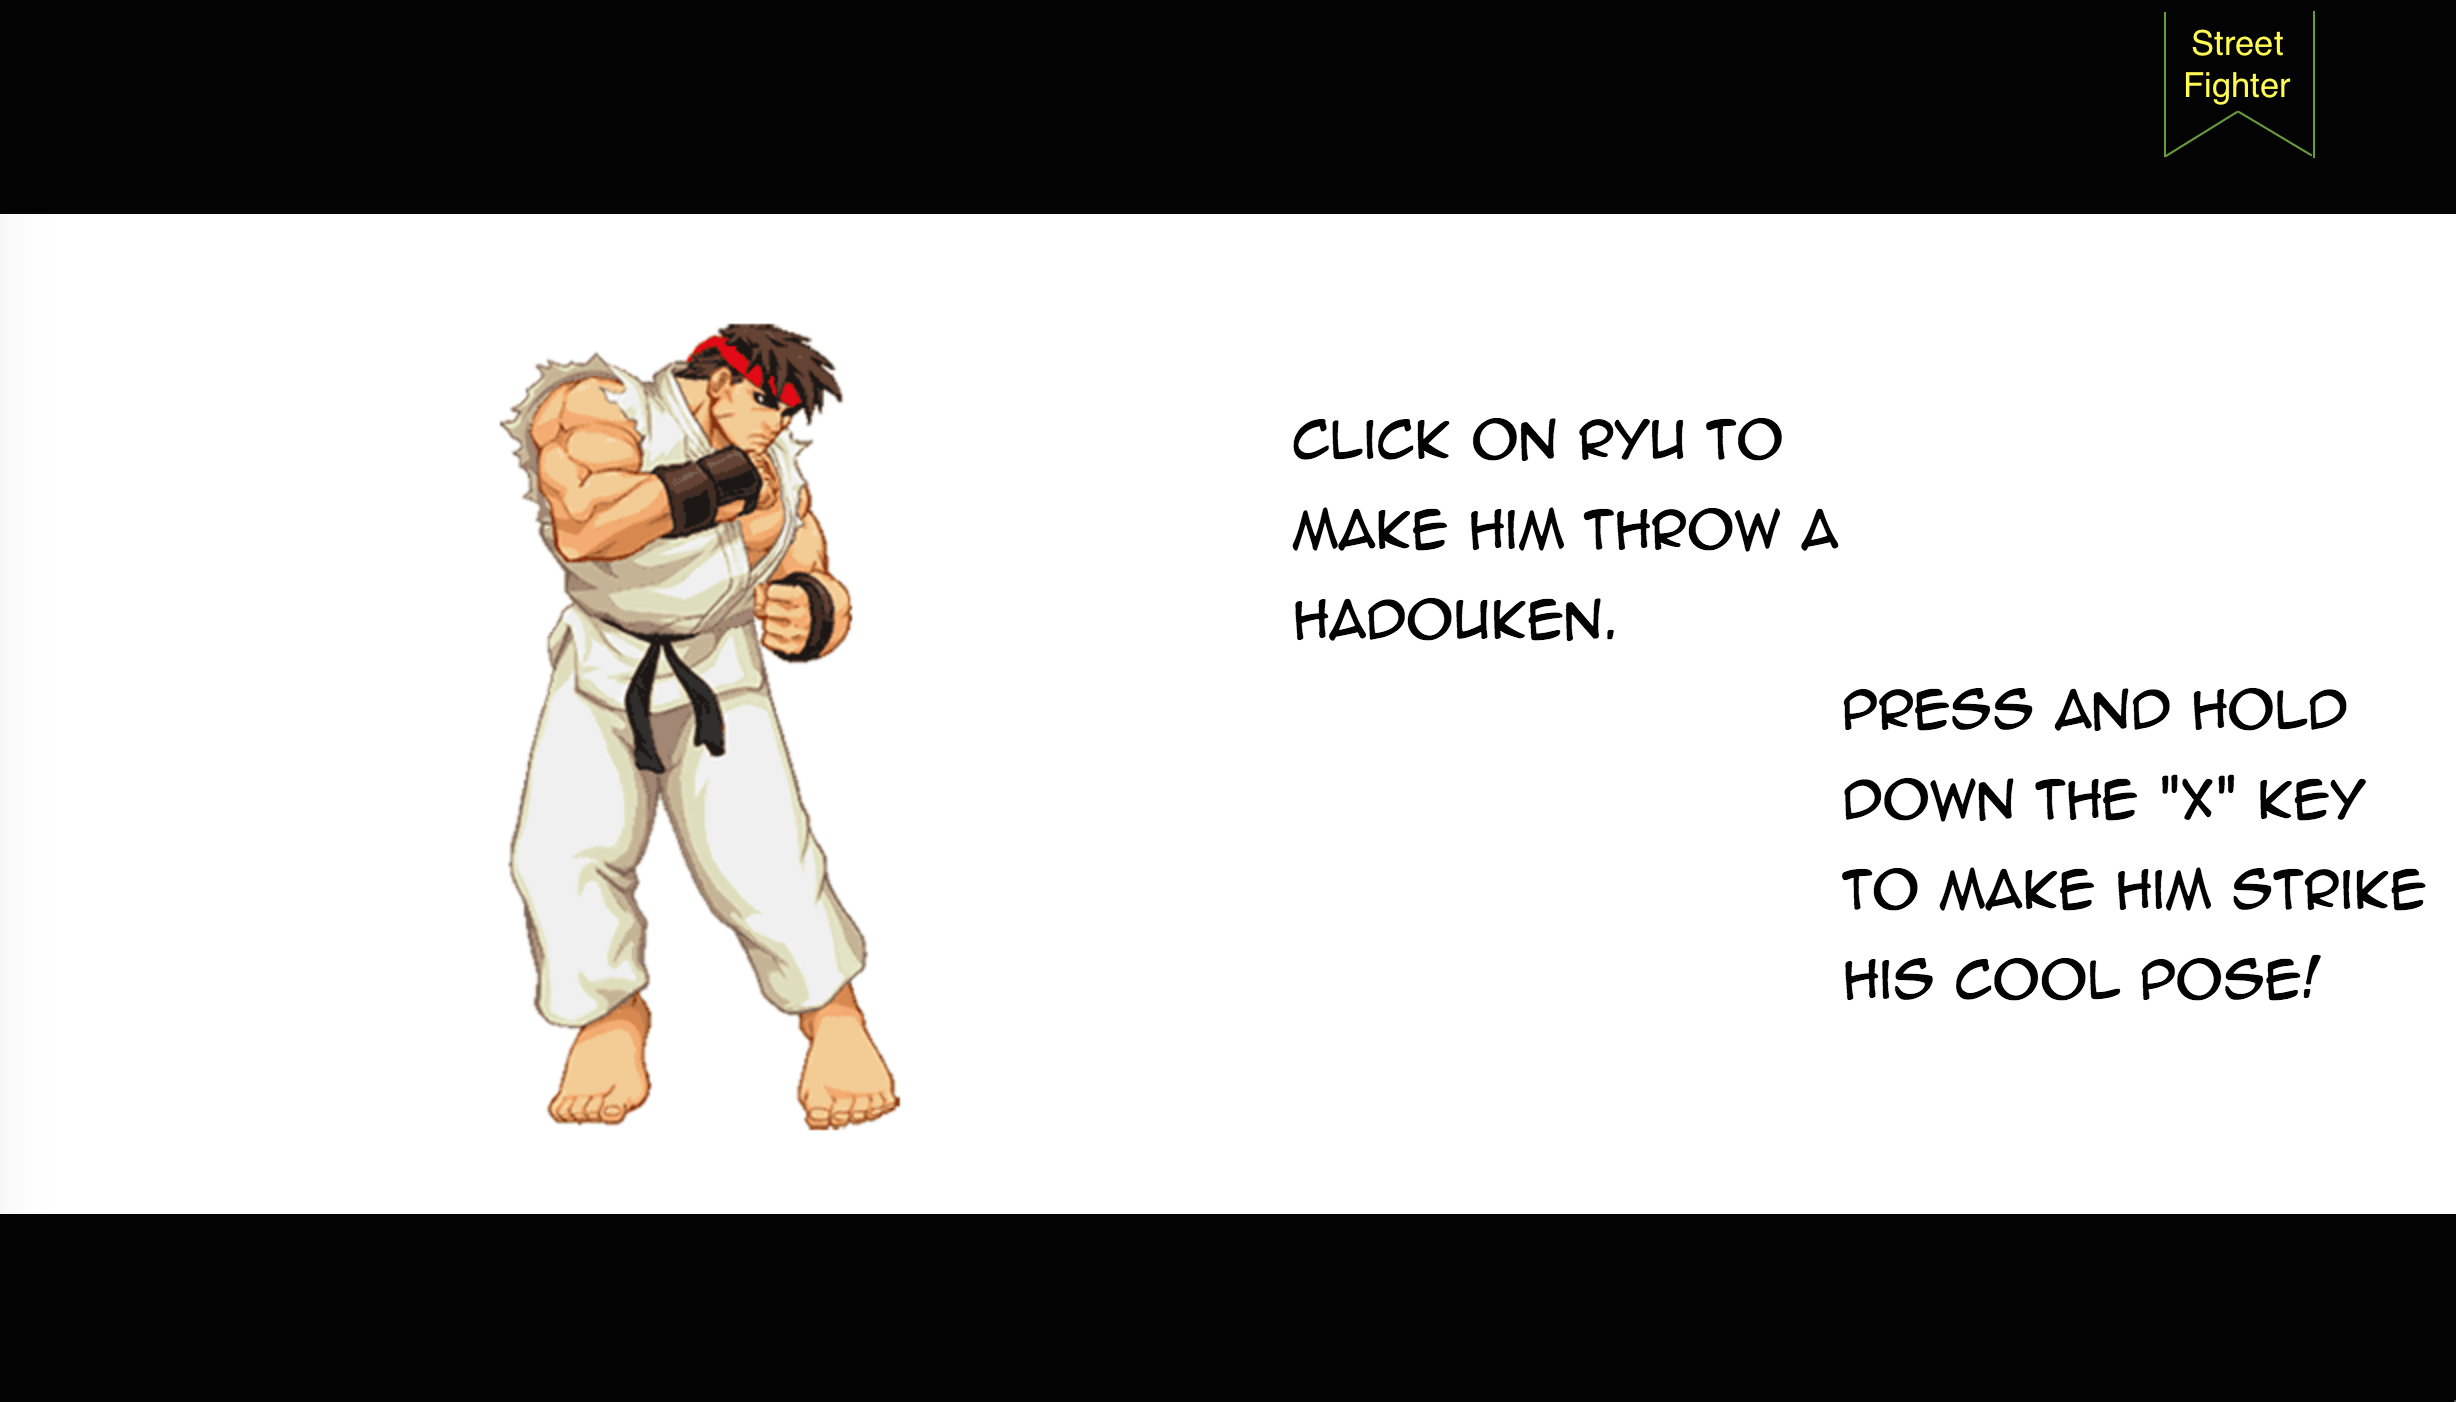 Street
Fighter
CLICK ON RYU TO
MAKE HIM THROW A
HADOUKEN.
PRESS AND HOLD
DOWN THE "X" KEY
TO MAKE HIM STRIKE
HIS COOL POSE!